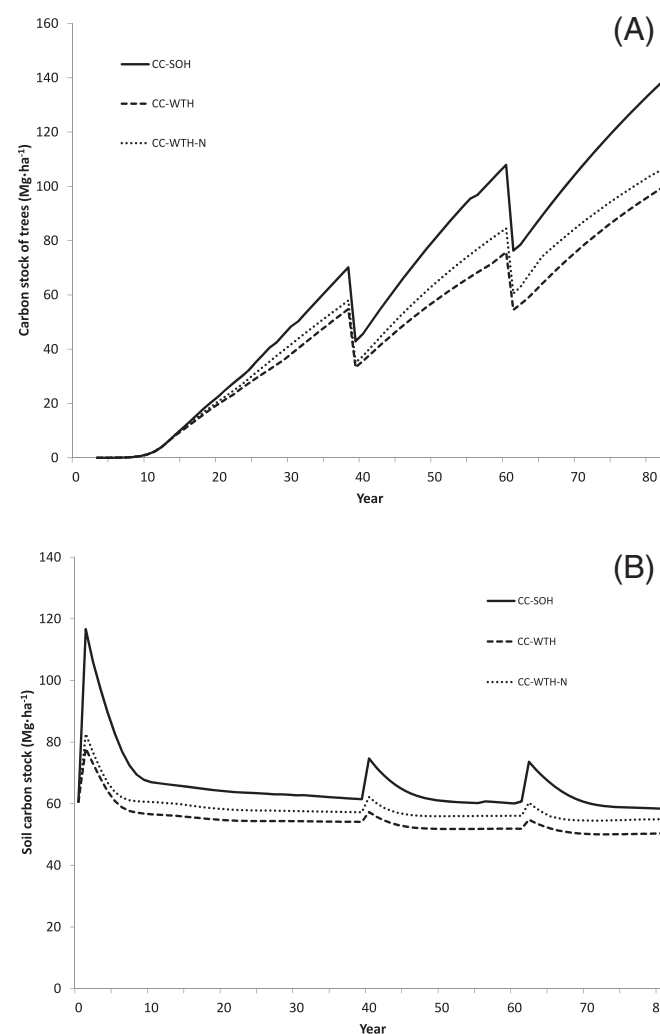 (A)
160
140
120
100
80
60
40
20
0
Carbon stock of trees (Mg·ha⁻¹)
CC-SOH
CC-WTH
CC-WTH-N
0 10 20 30 40 50 60 70 80
Year
(B)
140
120
100
80
60
40
20
0
Soil carbon stock (Mg·ha⁻¹)
CC-SOH
CC-WTH
CC-WTH-N
0 10 20 30 40 50 60 70 80
Year